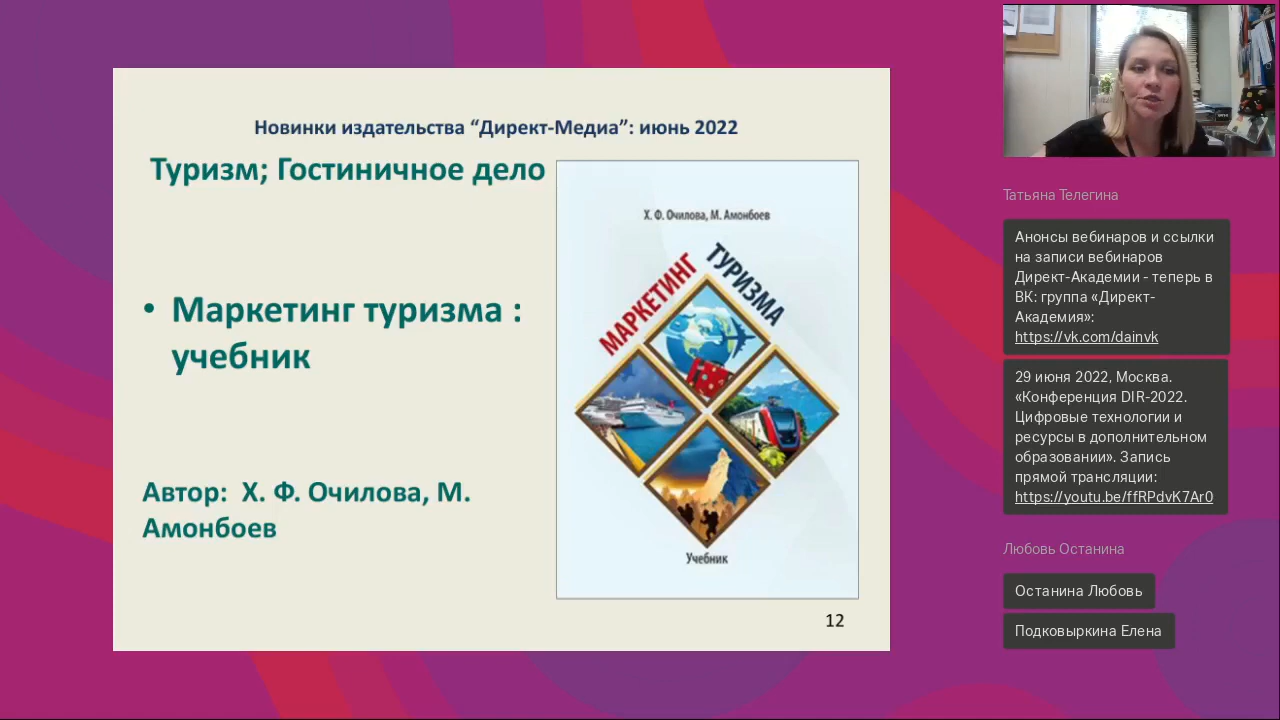 Новинки издательства “Директ-Медиа”: июнь 2022
Туризм; Гостиничное дело
• Маркетинг туризма :
учебник
Автор: Х. Ф. Очилова, М.
Амонбоев
Х. Ф. Очилова, М. Амонбоев
МАРКЕТИНГ
ТУРИЗМА
Учебник
12
Татьяна Телегина
Анонсы вебинаров и ссылки
на записи вебинаров
Директ-Академии - теперь в
ВК: группа «Директ-
Академия»:
https://vk.com/dainvk
29 июня 2022, Москва.
«Конференция DIR-2022.
Цифровые технологии и
ресурсы в дополнительном
образовании». Запись
прямой трансляции:
https://youtu.be/ffRPdvK7Ar0
Любовь Останина
Останина Любовь
Подковыркина Елена